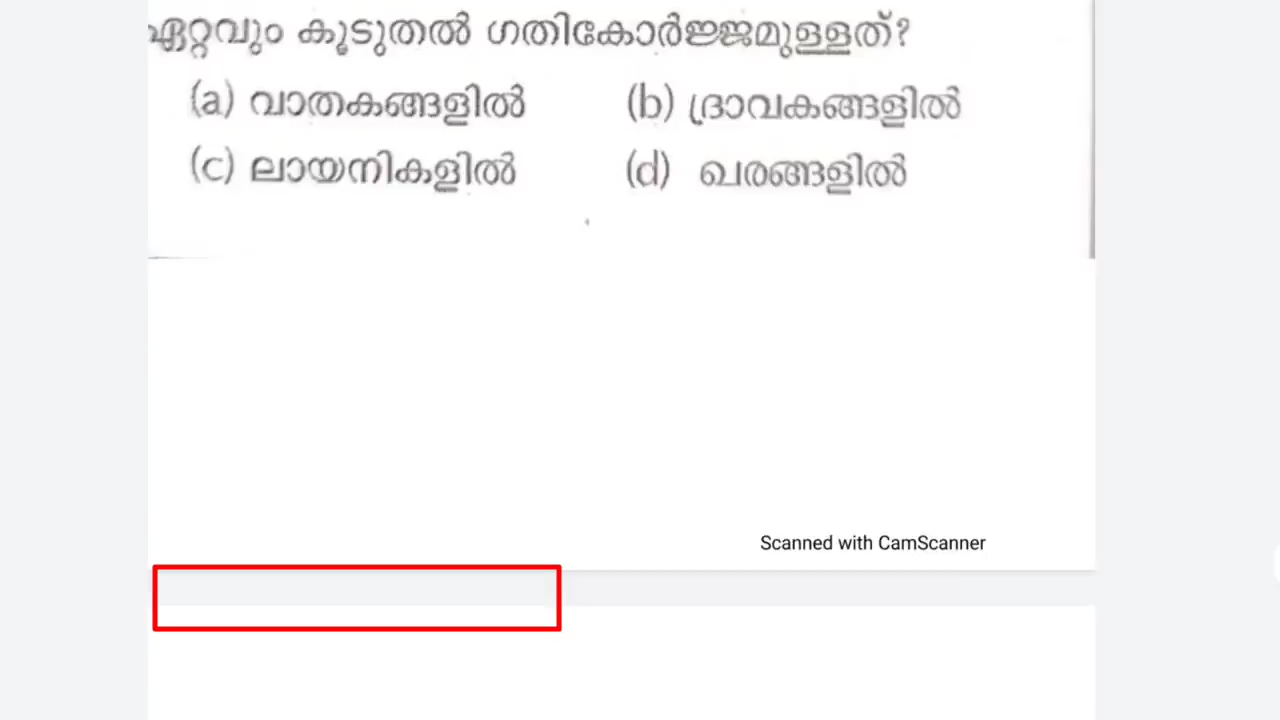 ഏറ്റവും കൂടുതൽ ഗതികോർജ്ജമുള്ളത്?
(a) വാതകങ്ങളിൽ (b) ദ്രാവകങ്ങളിൽ
(c) ലായനികളിൽ (d) ഖരങ്ങളിൽ
Scanned with CamScanner